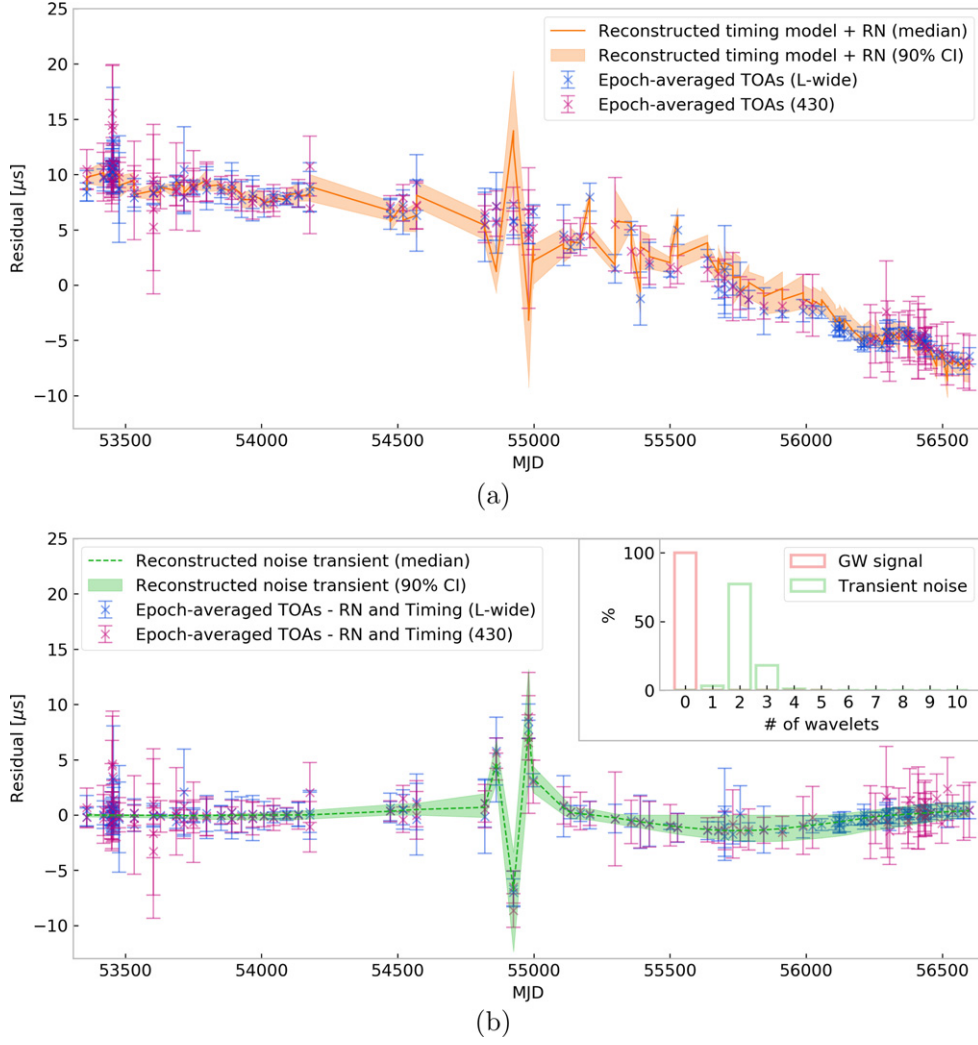 25
20
15
10
5
0
−5
−10
Residual [μs]
Reconstructed timing model + RN (median)
Reconstructed timing model + RN (90% CI)
Epoch-averaged TOAs (L-wide)
Epoch-averaged TOAs (430)
53500 54000 54500 55000 55500 56000 56500
MJD
(a)
25
20
15
10
5
0
−5
−10
Residual [μs]
Reconstructed noise transient (median)
Reconstructed noise transient (90% CI)
Epoch-averaged TOAs - RN and Timing (L-wide)
Epoch-averaged TOAs - RN and Timing (430)
100
50
0
%
GW signal
Transient noise
0 1 2 3 4 5 6 7 8 9 10
# of wavelets
53500 54000 54500 55000 55500 56000 56500
MJD
(b)